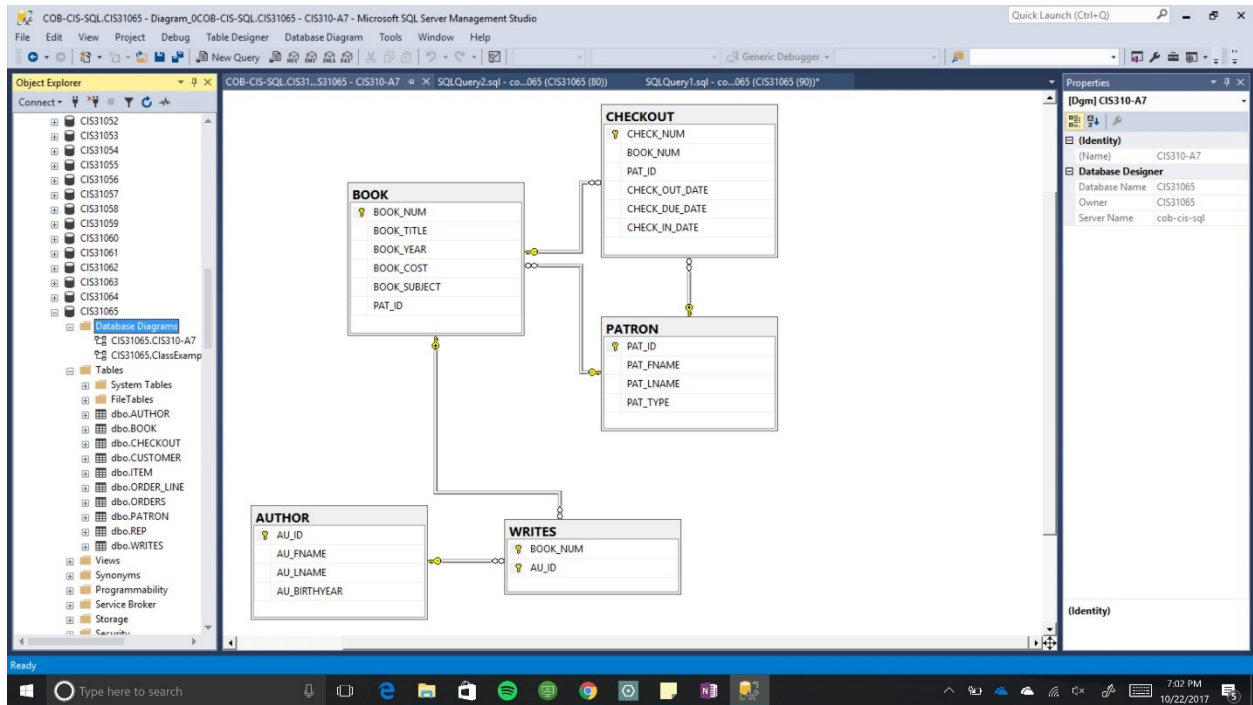 COB-CIS-SQL.CIS31065 - Diagram_0COB-CIS-SQL.CIS31065 - CIS310-A7 - Microsoft SQL Server Management Studio
Quick Launch (Ctrl+Q)
File Edit View Project Debug Table Designer Database Diagram Tools Window Help
New Query
Generic Debugger
Object Explorer
Connect
CIS31052
CIS31053
CIS31054
CIS31055
CIS31056
CIS31057
CIS31058
CIS31059
CIS31060
CIS31061
CIS31062
CIS31063
CIS31064
CIS31065
Database Diagrams
CIS31065.CIS310-A7
CIS31065.ClassExamp
Tables
System Tables
FileTables
dbo.AUTHOR
dbo.BOOK
dbo.CHECKOUT
dbo.CUSTOMER
dbo.ITEM
dbo.ORDER_LINE
dbo.ORDERS
dbo.PATRON
dbo.REP
dbo.WRITES
Views
Synonyms
Programmability
Service Broker
Storage
Security
COB-CIS-SQL.CIS31...S31065 - CIS310-A7
SQLQuery2.sql - co...065 (CIS31065 (80))
SQLQuery1.sql - co...065 (CIS31065 (90))*
CHECKOUT
CHECK_NUM
BOOK_NUM
PAT_ID
CHECK_OUT_DATE
CHECK_DUE_DATE
CHECK_IN_DATE
BOOK
BOOK_NUM
BOOK_TITLE
BOOK_YEAR
BOOK_COST
BOOK_SUBJECT
PAT_ID
PATRON
PAT_ID
PAT_FNAME
PAT_LNAME
PAT_TYPE
AUTHOR
AU_ID
AU_FNAME
AU_LNAME
AU_BIRTHYEAR
WRITES
BOOK_NUM
AU_ID
Properties
[Dgm] CIS310-A7
(Identity)
(Name) CIS310-A7
Database Designer
Database Name CIS31065
Owner CIS31065
Server Name cob-cis-sql
(Identity)
Ready
Type here to search
7:02 PM
10/22/2017